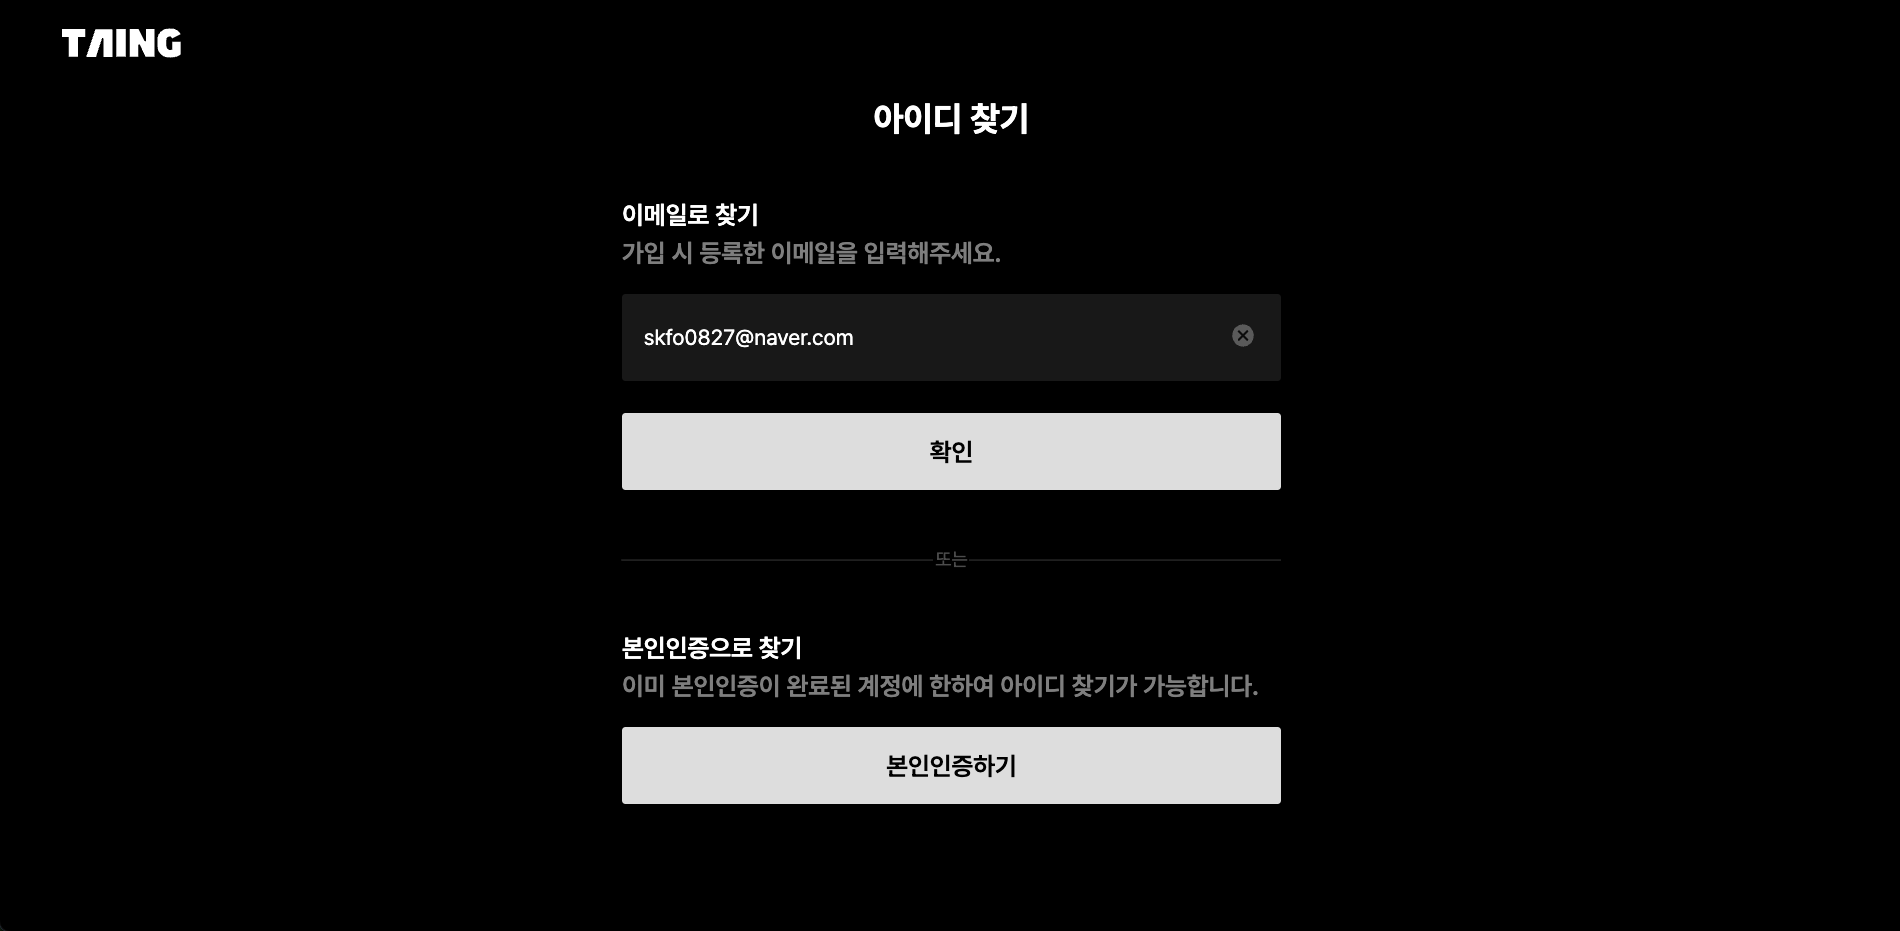 TAING
아이디 찾기
이메일로 찾기
가입 시 등록한 이메일을 입력해주세요.
skfo0827@naver.com
확인
또는
본인인증으로 찾기
이미 본인인증이 완료된 계정에 한하여 아이디 찾기가 가능합니다.
본인인증하기